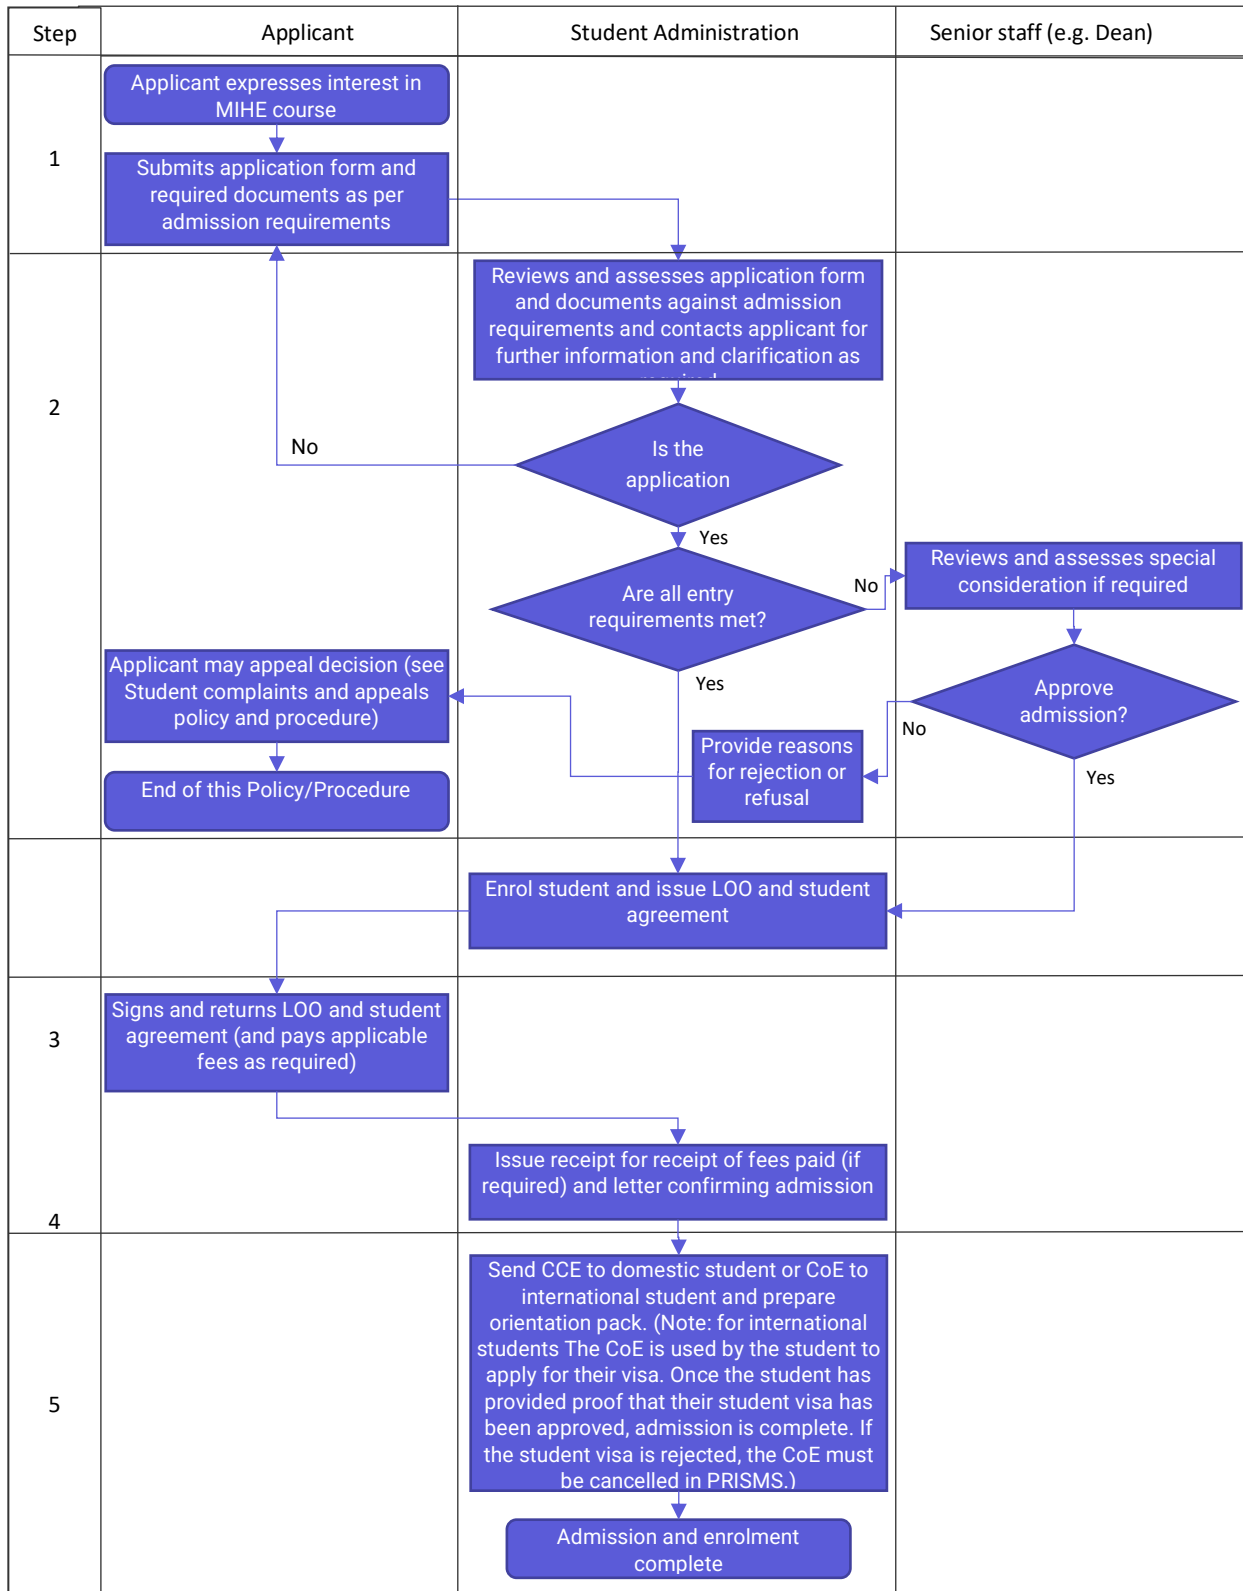 Step
Applicant
Student Administration
Senior staff (e.g. Dean)
1
Applicant expresses interest in
MIHE course
Submits application form and
required documents as per
admission requirements
2
Reviews and assesses application form
and documents against admission
requirements and contacts applicant for
further information and clarification as
Is the
application
No
Yes
Are all entry
requirements met?
No
Yes
Reviews and assesses special
consideration if required
Approve
admission?
No
Yes
Provide reasons
for rejection or
refusal
Applicant may appeal decision (see
Student complaints and appeals
policy and procedure)
End of this Policy/Procedure
Enrol student and issue LOO and student
agreement
3
Signs and returns LOO and student
agreement (and pays applicable
fees as required)
4
Issue receipt for receipt of fees paid (if
required) and letter confirming admission
5
Send CCE to domestic student or CoE to
international student and prepare
orientation pack. (Note: for international
students The CoE is used by the student to
apply for their visa. Once the student has
provided proof that their student visa has
been approved, admission is complete. If
the student visa is rejected, the CoE must
be cancelled in PRISMS.)
Admission and enrolment
complete